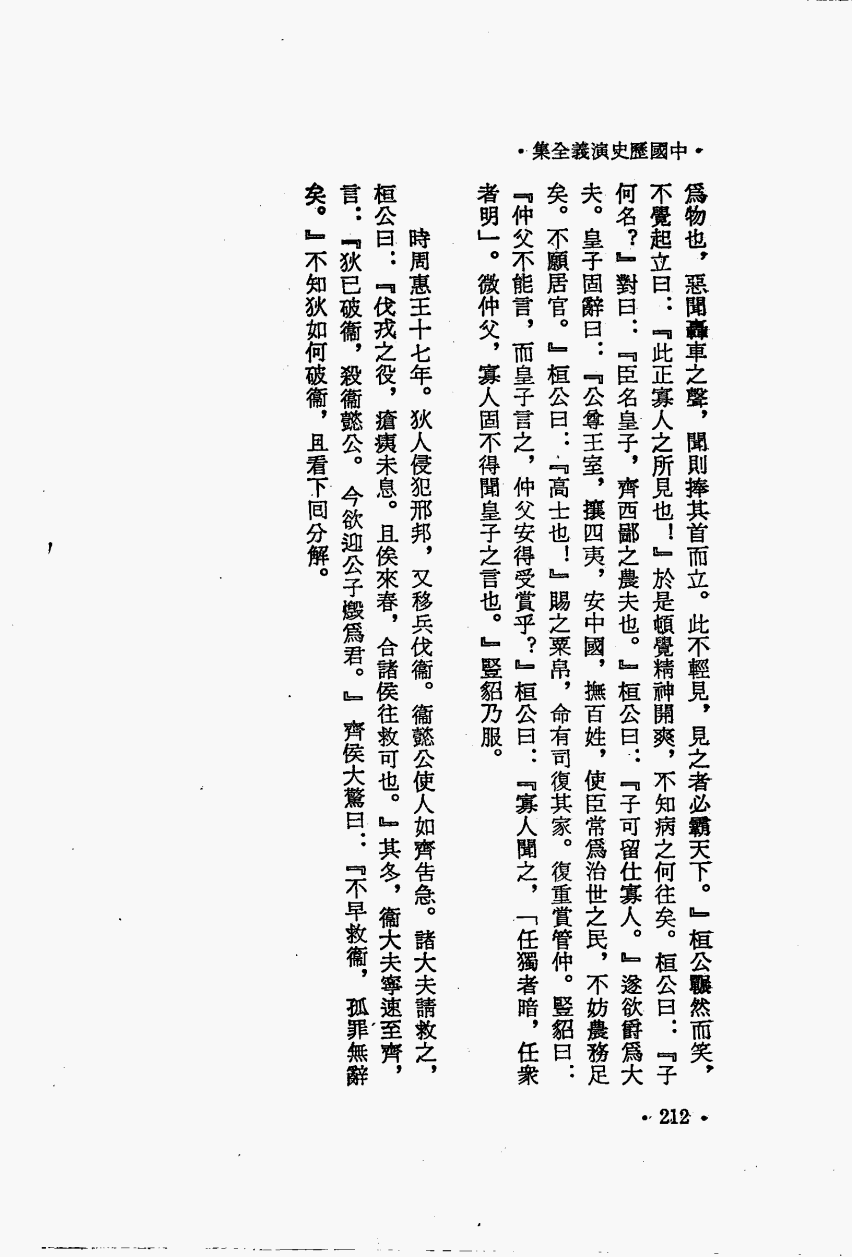 •中國歷史演義全集•
爲物也，惡聞轟車之聲，聞則捧其首而立。此不輕見，見之者必霸天下。』桓公囅然而笑，
不覺起立曰：『此正寡人之所見也！』於是頓覺精神開爽，不知病之何往矣。桓公曰：『子
何名？』對曰：『臣名皇子，齊西鄙之農夫也。』桓公曰：『子可留仕寡人。』遂欲爵爲大
夫。皇子固辭曰：『公尊王室，攘四夷，安中國，撫百姓，使臣常爲治世之民，不妨農務足
矣。不願居官。』桓公曰：『高士也！』賜之粟帛，命有司復其家。復重賞管仲。豎貂曰：
『仲父不能言，而皇子言之，仲父安得受賞乎？』桓公曰：『寡人聞之，「任獨者暗，任衆
者明」。微仲父，寡人固不得聞皇子之言也。』豎貂乃服。
時周惠王十七年。狄人侵犯邢邦，又移兵伐衞。衞懿公使人如齊吿急。諸大夫請救之，
桓公曰：『伐戎之役，瘡痍未息。且俟來春，合諸侯往救可也。』其冬，衞大夫寧速至齊，
言：『狄已破衞，殺衞懿公。今欲迎公子燬爲君。』齊侯大驚曰：『不早救衞，孤罪無辭
矣。』不知狄如何破衞，且看下囘分解。
•212•